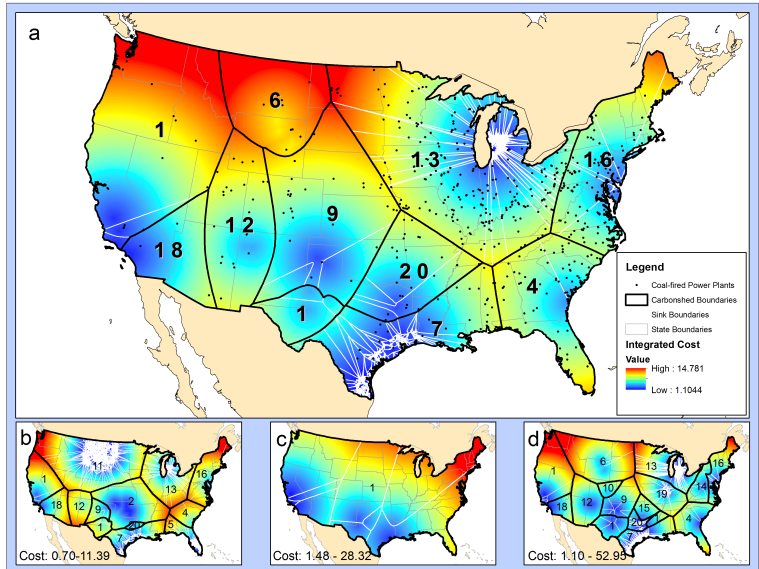 a
6
1
13
16
12
9
18
20
4
1
7
Legend
Coal-fired Power Plants
Carbonshed Boundaries
Sink Boundaries
State Boundaries
Integrated Cost
Value
High : 14.781
Low : 1.1044
b
11
1
16
13
18
12
9
2
4
1
20
5
7
Cost: 0.70-11.39
c
1
Cost: 1.48 - 28.32
d
1
6
13
16
10
14
18
12
9
19
15
4
1
20
7
Cost: 1.10 - 52.95